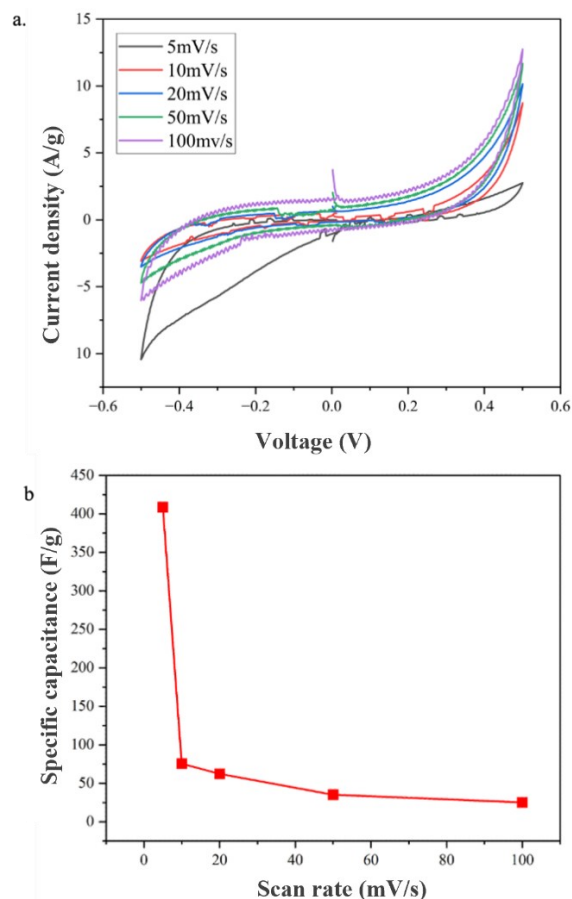 a.
15
10
5
0
−5
10
5mV/s
10mV/s
20mV/s
50mV/s
100mv/s
Current density (A/g)
−0.6 −0.4 −0.2 0.0 0.2 0.4 0.6
Voltage (V)
b
450
400
350
300
250
200
150
100
50
0
Specific capacitance (F/g)
0 20 40 60 80 100
Scan rate (mV/s)